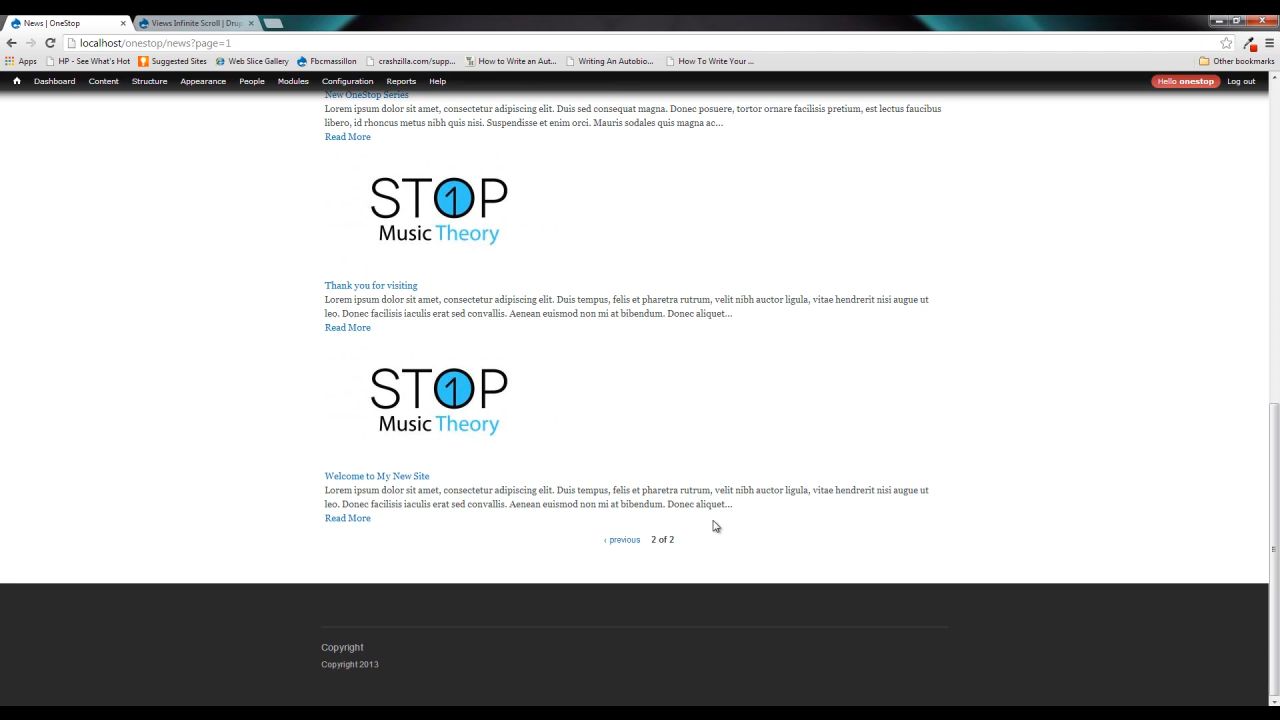 News | OneStop
Views Infinite Scroll | Dru
localhost/onestop/news?page=1
Apps HP - See What's Hot Suggested Sites Web Slice Gallery Fbcmassillon crashzilla.com/supp... How to Write an Aut... Writing An Autobio... How To Write Your ... Other bookmarks
Dashboard Content Structure Appearance People Modules Configuration Reports Help Hello onestop Log out
New OneStop Series
Lorem ipsum dolor sit amet, consectetur adipiscing elit. Duis sed consequat magna. Donec posuere, tortor ornare facilisis pretium, est lectus faucibus
libero, id rhoncus metus nibh quis nisi. Suspendisse et enim orci. Mauris sodales quis magna ac...
Read More
ST1P
Music Theory
Thank you for visiting
Lorem ipsum dolor sit amet, consectetur adipiscing elit. Duis tempus, felis et pharetra rutrum, velit nibh auctor ligula, vitae hendrerit nisi augue ut
leo. Donec facilisis iaculis erat sed convallis. Aenean euismod non mi at bibendum. Donec aliquet...
Read More
ST1P
Music Theory
Welcome to My New Site
Lorem ipsum dolor sit amet, consectetur adipiscing elit. Duis tempus, felis et pharetra rutrum, velit nibh auctor ligula, vitae hendrerit nisi augue ut
leo. Donec facilisis iaculis erat sed convallis. Aenean euismod non mi at bibendum. Donec aliquet...
Read More
‹ previous 2 of 2
Copyright
Copyright 2013